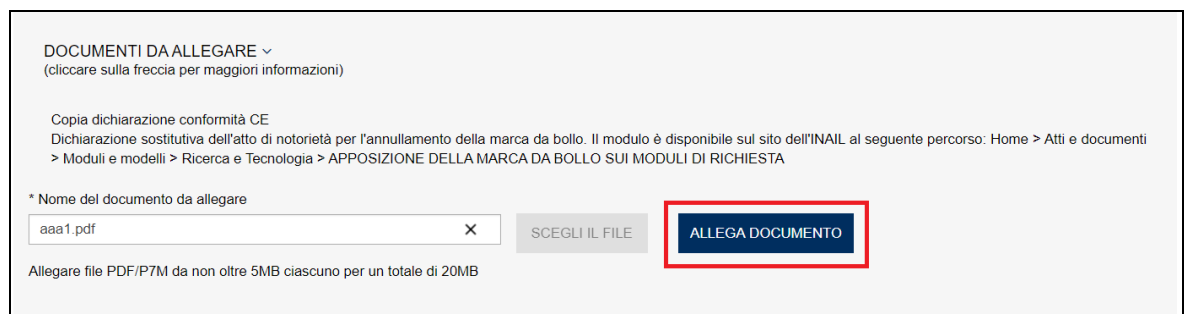 DOCUMENTI DA ALLEGARE
(cliccare sulla freccia per maggiori informazioni)
Copia dichiarazione conformità CE
Dichiarazione sostitutiva dell'atto di notorietà per l'annullamento della marca da bollo. Il modulo è disponibile sul sito dell'INAIL al seguente percorso: Home > Atti e documenti
> Moduli e modelli > Ricerca e Tecnologia > APPOSIZIONE DELLA MARCA DA BOLLO SUI MODULI DI RICHIESTA
* Nome del documento da allegare
aaa1.pdf
SCEGLI IL FILE
ALLEGA DOCUMENTO
Allegare file PDF/P7M da non oltre 5MB ciascuno per un totale di 20MB